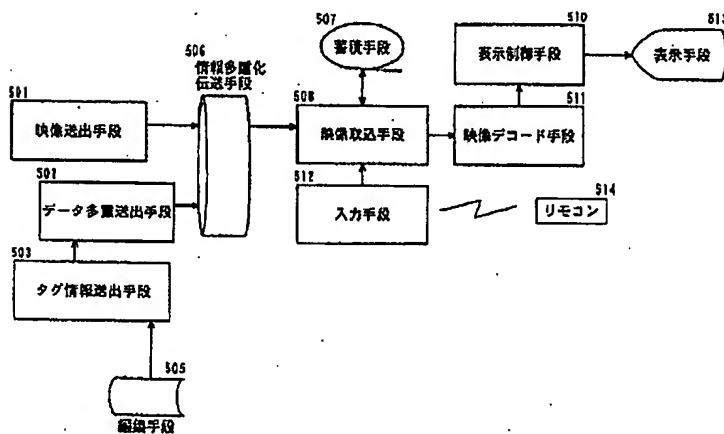 501
映像送出手段
502
データ多重送出手段
503
タグ情報送出手段
505
編集手段
506
情報多重化
伝送手段
507
蓄積手段
508
映像取込手段
512
入力手段
514
リモコン
510
表示制御手段
511
映像デコード手段
513
表示手段